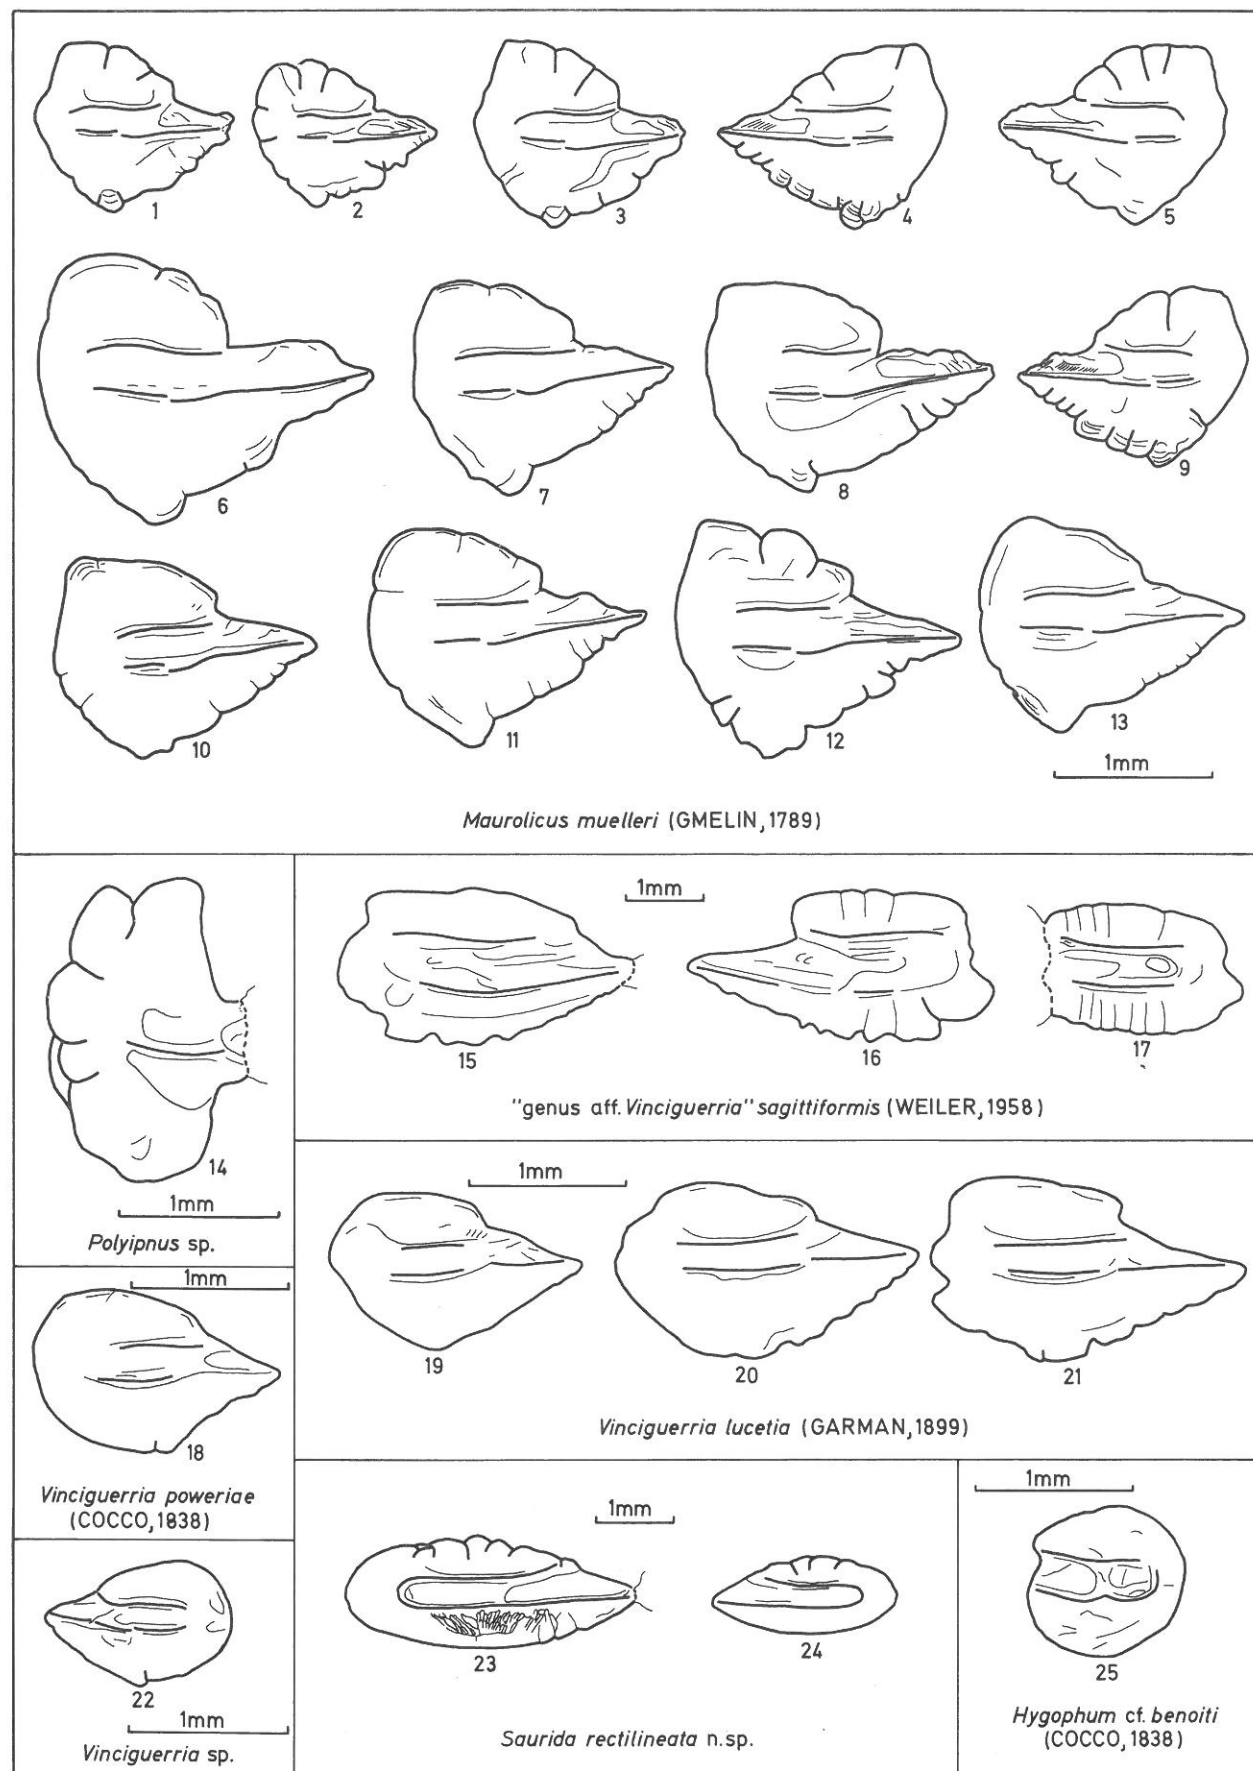 1 2 3 4 5
6 7 8 9
10 11 12 13
1mm
Maurolicus muelleri (GMELIN, 1789)
14
1mm
Polyipnus sp.
1mm
15 16 17
"genus aff. Vinciguerria" sagittiformis (WEILER, 1958)
1mm
19 20 21
Vinciguerria lucetia (GARMAN, 1899)
1mm
18
Vinciguerria poweriae
(COCCO, 1838)
22
1mm
Vinciguerria sp.
1mm
23 24
Saurida rectilineata n.sp.
1mm
25
Hygophum cf. benoiti
(COCCO, 1838)